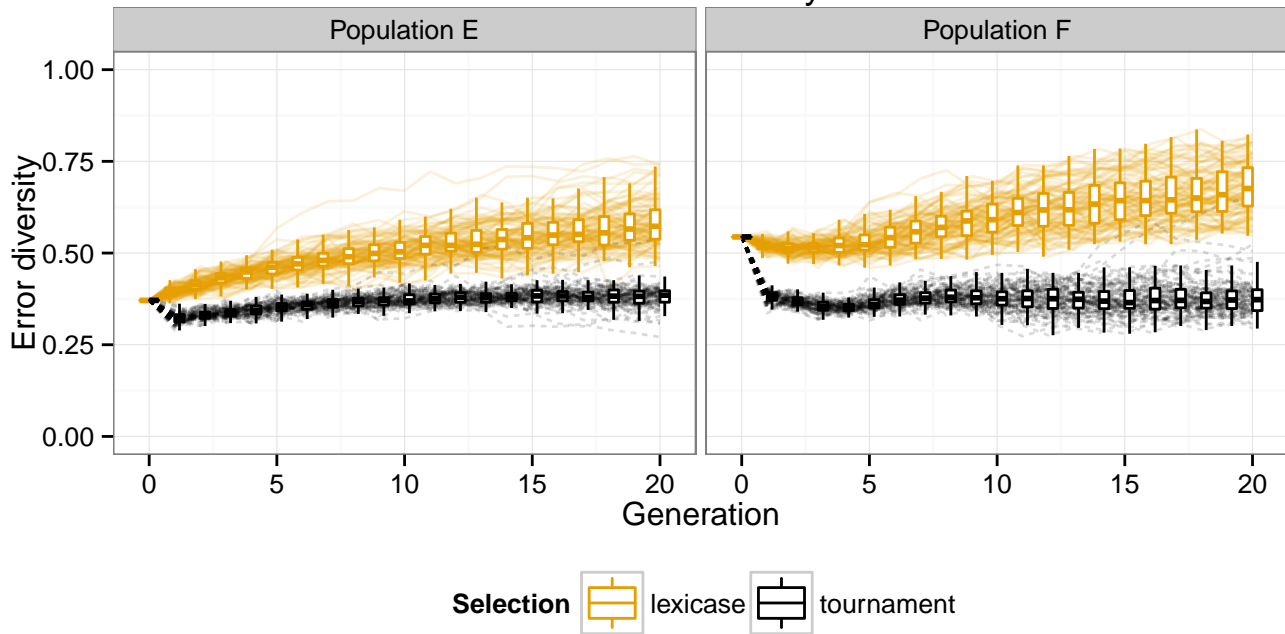 y
Population E Population F
Error diversity
1.00
0.75
0.50
0.25
0.00
0 5 10 15 20 0 5 10 15 20
Generation
Selection lexicase tournament